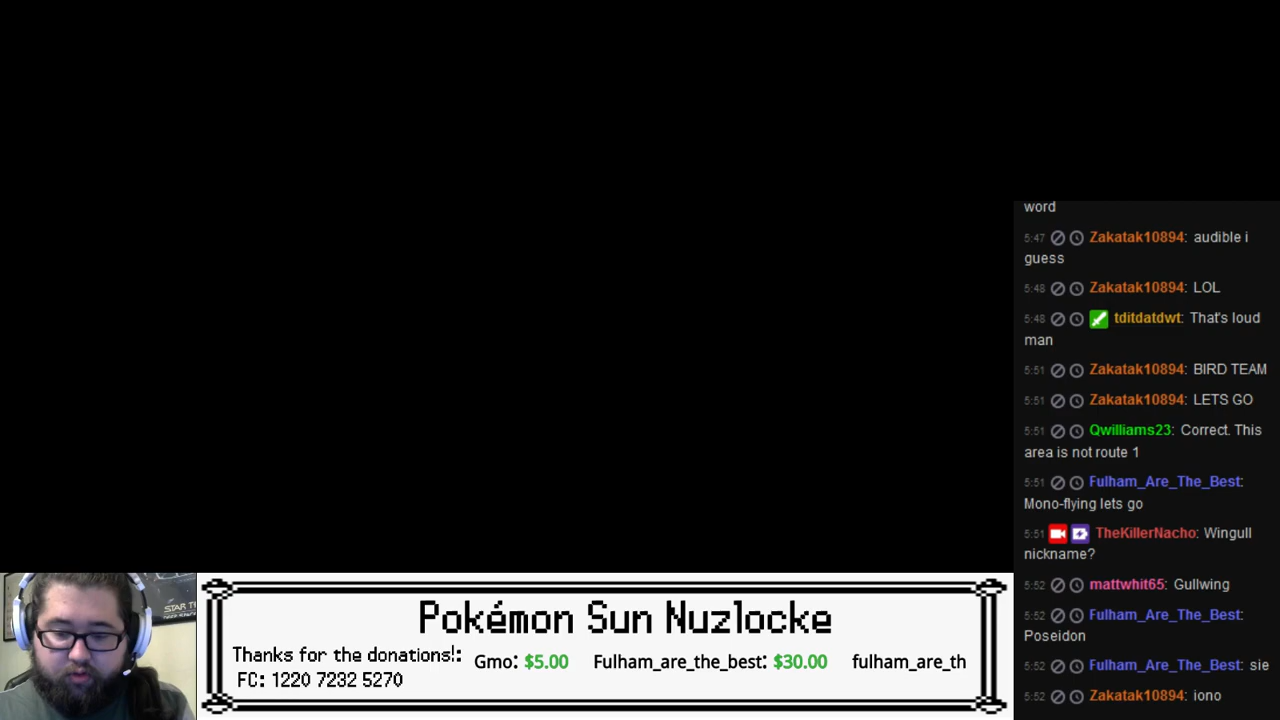 word
5:47 Zakatak10894: audible i
guess
5:48 Zakatak10894: LOL
5:48 tditdatdwt: That's loud
man
5:51 Zakatak10894: BIRD TEAM
5:51 Zakatak10894: LETS GO
5:51 Qwilliams23: Correct. This
area is not route 1
5:51 Fulham_Are_The_Best:
Mono-flying lets go
5:51 TheKillerNacho: Wingull
nickname?
5:52 mattwhit65: Gullwing
5:52 Fulham_Are_The_Best:
Poseidon
5:52 Fulham_Are_The_Best: sie
5:52 Zakatak10894: iono
STAR
Pokémon Sun Nuzlocke
Thanks for the donations!: Gmo: $5.00 Fulham_are_the_best: $30.00 fulham_are_th
FC: 1220 7232 5270